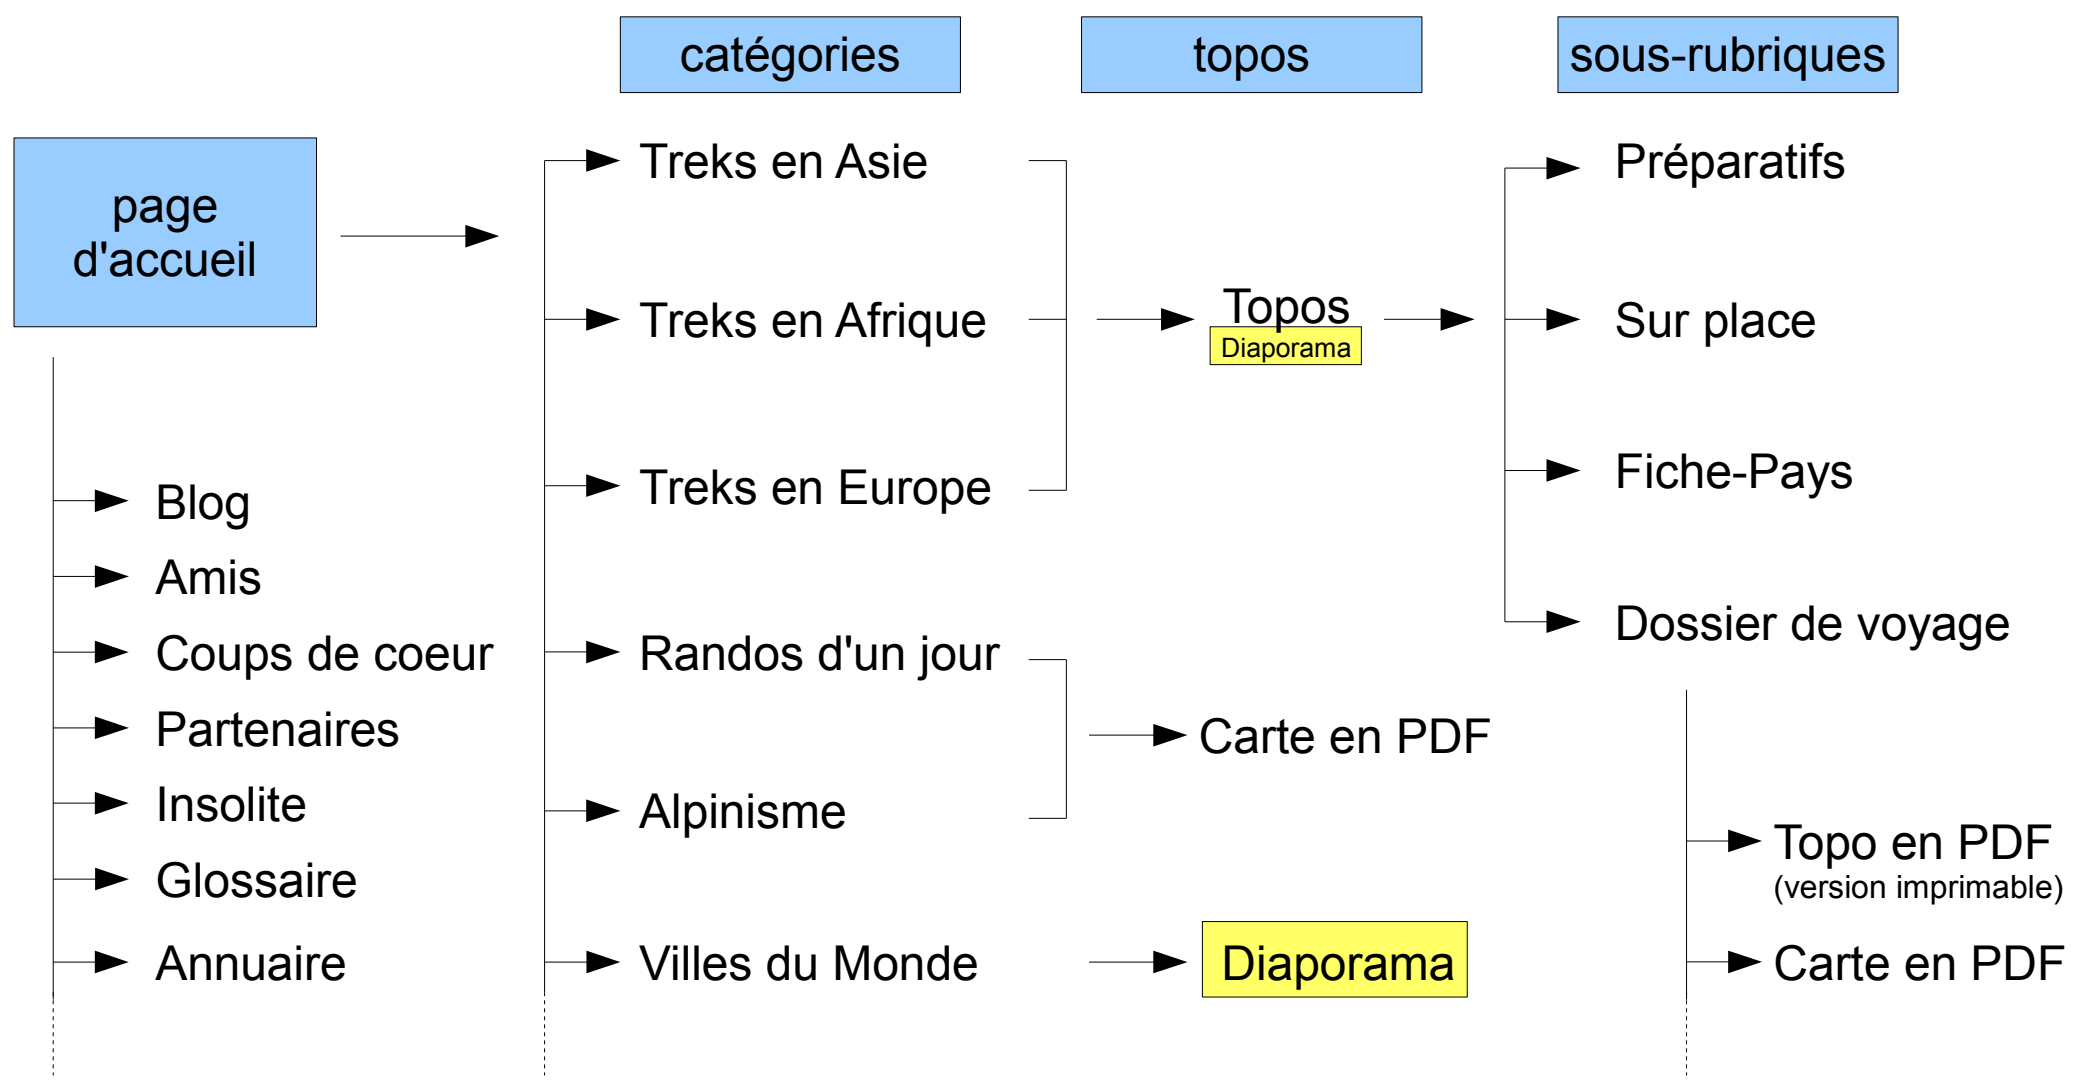 catégories
topos
sous-rubriques
page
d'accueil
Blog
Amis
Coups de coeur
Partenaires
Insolite
Glossaire
Annuaire
Treks en Asie
Treks en Afrique
Treks en Europe
Randos d'un jour
Alpinisme
Villes du Monde
Topos
Diaporama
Carte en PDF
Diaporama
Préparatifs
Sur place
Fiche-Pays
Dossier de voyage
Topo en PDF
(version imprimable)
Carte en PDF